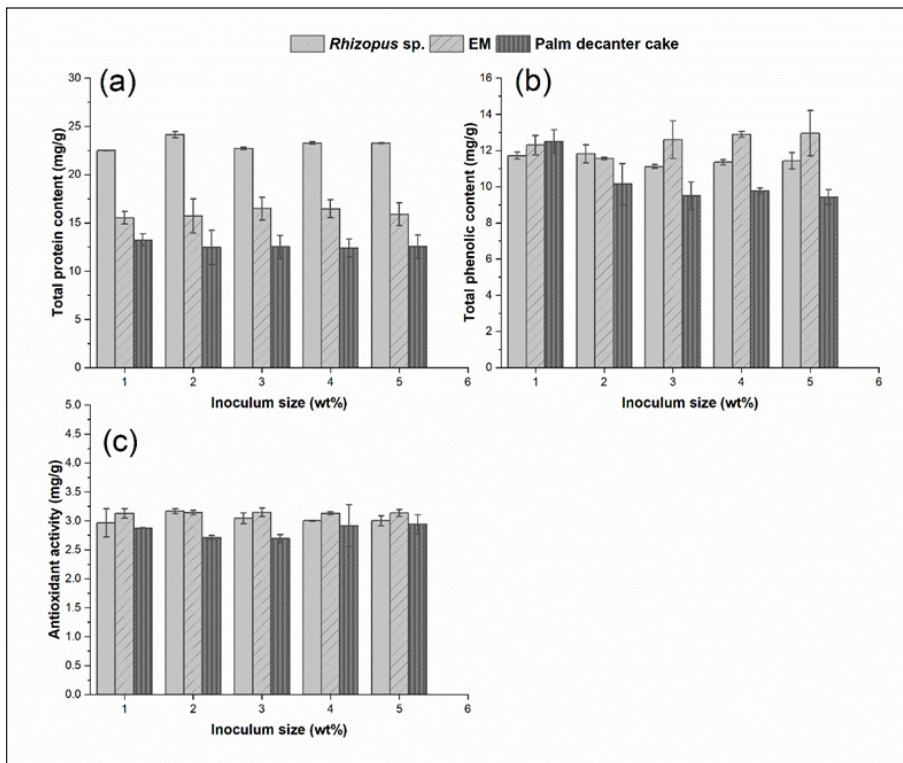 Rhizopus sp. EM Palm decanter cake
(a)
30
25
20
15
10
5
0
Total protein content (mg/g)
1 2 3 4 5 6
Inoculum size (wt%)
(b)
16
14
12
10
8
6
4
2
0
Total phenolic content (mg/g)
1 2 3 4 5 6
Inoculum size (wt%)
(c)
5.0
4.5
4.0
3.5
3.0
2.5
2.0
1.5
1.0
0.5
0.0
Antioxidant activity (mg/g)
1 2 3 4 5 6
Inoculum size (wt%)